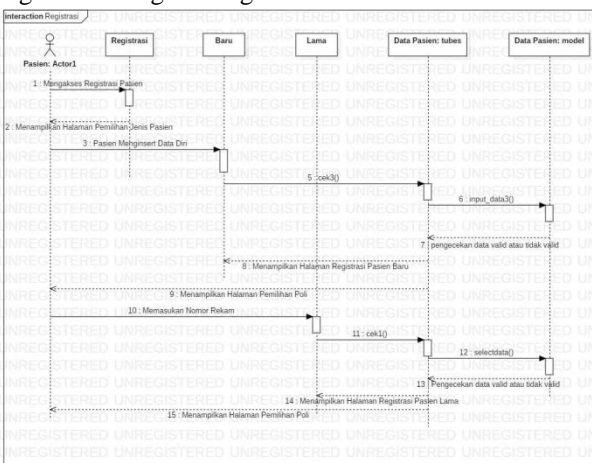 interaction Registrasi
Registrasi
Baru
Lama
Data Pasien: tubes
Data Pasien: model
Pasien: Actor1
1 : Mengakses Registrasi Pasien
2 : Menampilkan Halaman Pemilihan Jenis Pasien
3 : Pasien Menginsert Data Diri
5 : cek3()
6 : input_data3()
7 : pengecekan data valid atau tidak valid
8 : Menampilkan Halaman Registrasi Pasien Baru
9 : Menampilkan Halaman Pemilihan Poli
10 : Memasukan Nomor Rekam
11 : cek1()
12 : selectdata()
13 : Pengecekan data valid atau tidak valid
14 : Menampilkan Halaman Registrasi Pasien Lama
15 : Menampilkan Halaman Pemilihan Poli
UNREGISTERED